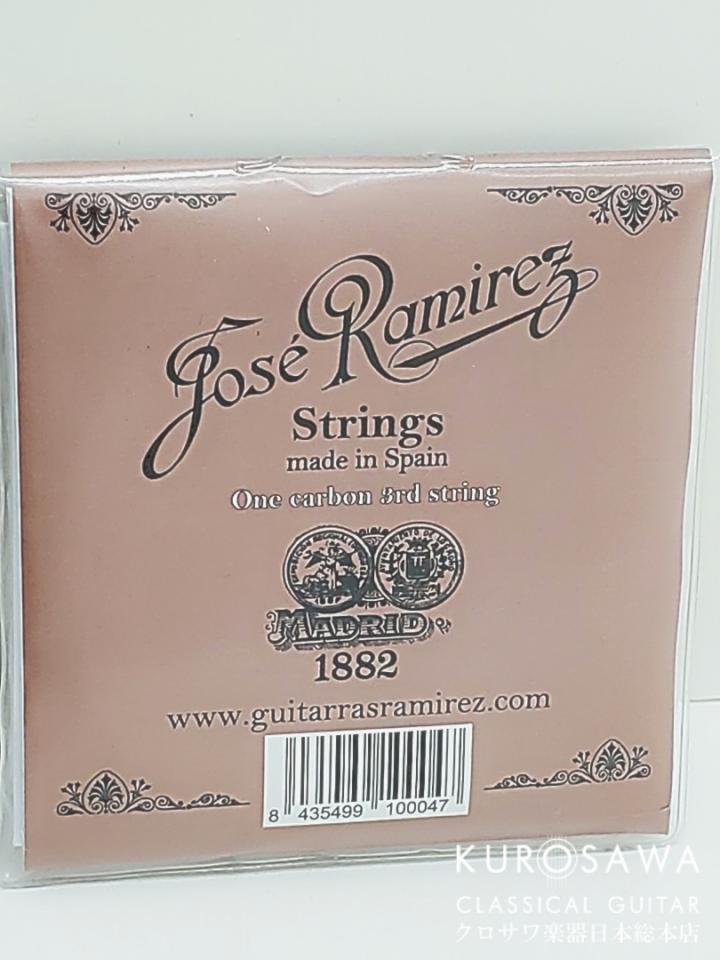 José Ramirez
Strings
made in Spain
One carbon 3rd string
MADRID
1882
www.guitarrasramirez.com
8 435499 100047
KUROSAWA
CLASSICAL GUITAR
クロサワ楽器日本総本店